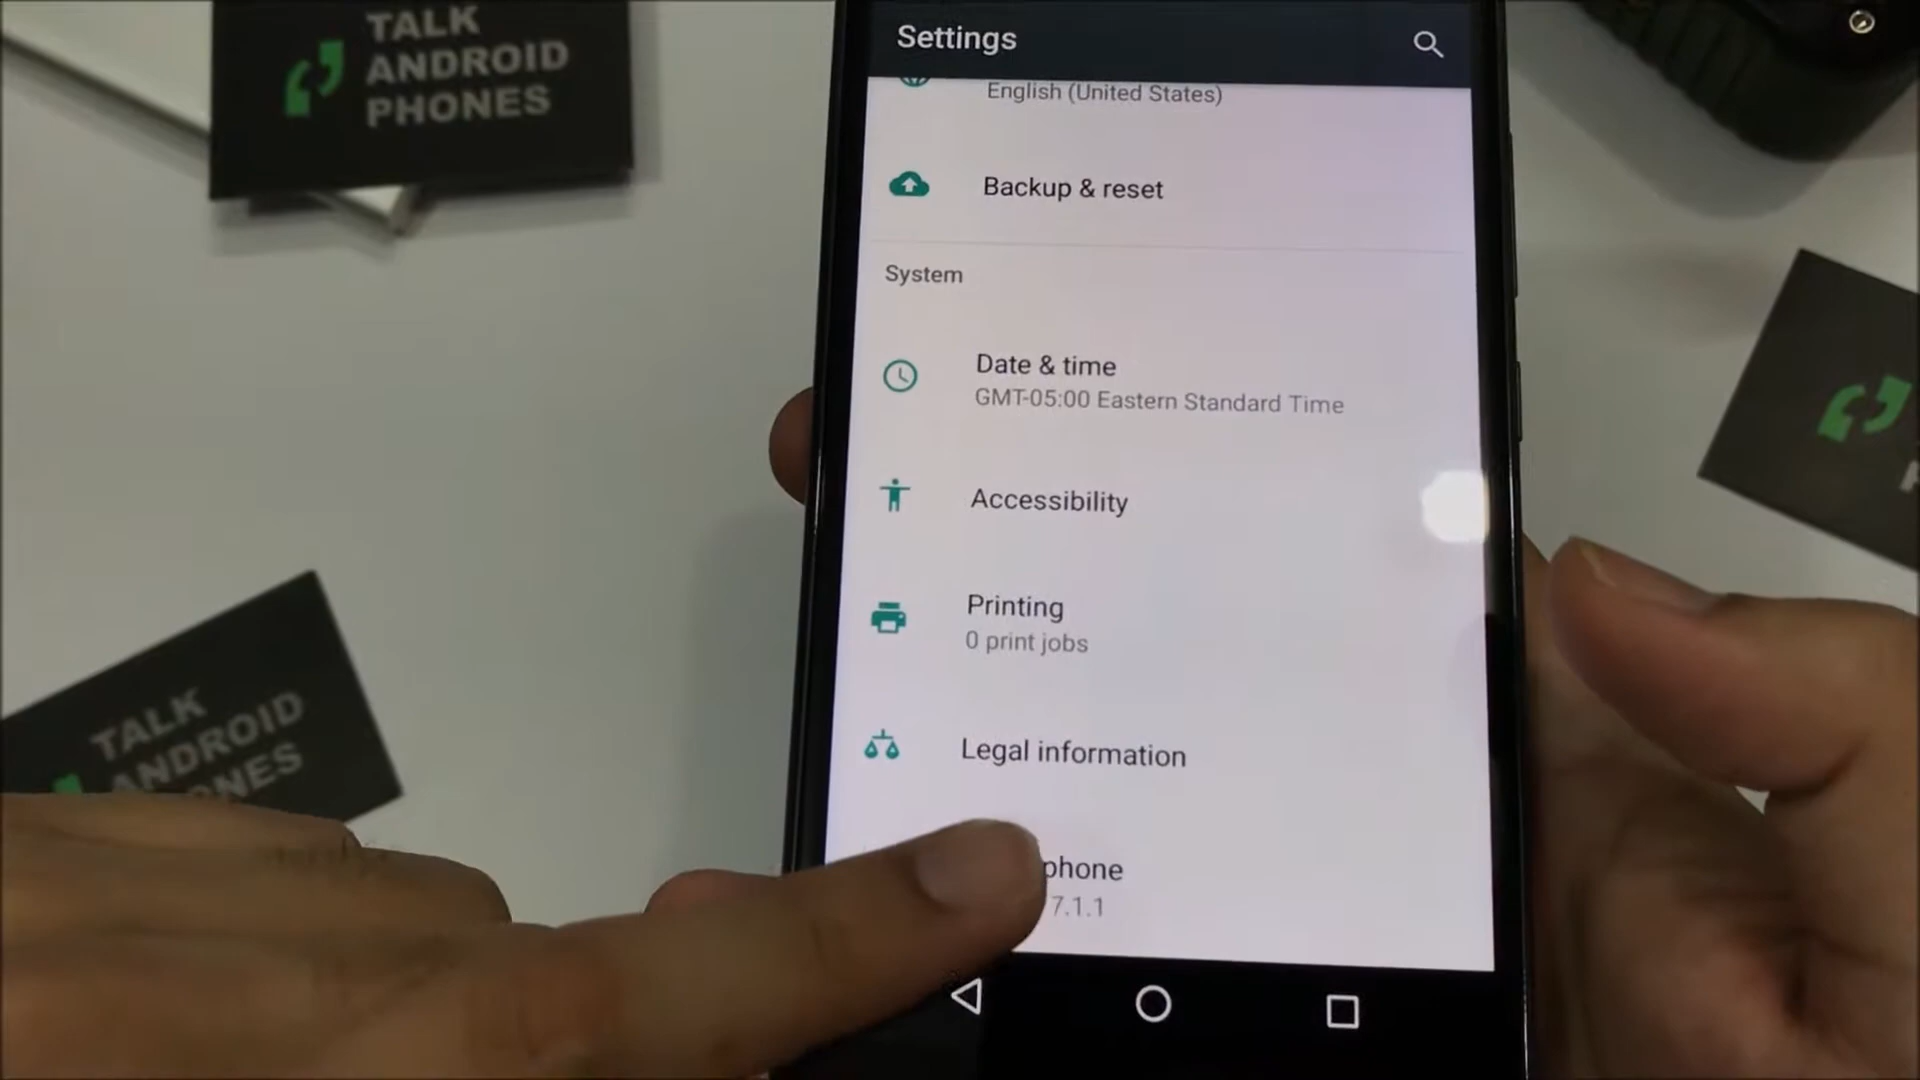 TALK
ANDROID
PHONES
Settings
English (United States)
Backup & reset
System
Date & time
GMT-05:00 Eastern Standard Time
Accessibility
Printing
0 print jobs
Legal information
phone
7.1.1
TALK
ANDROID
ONES